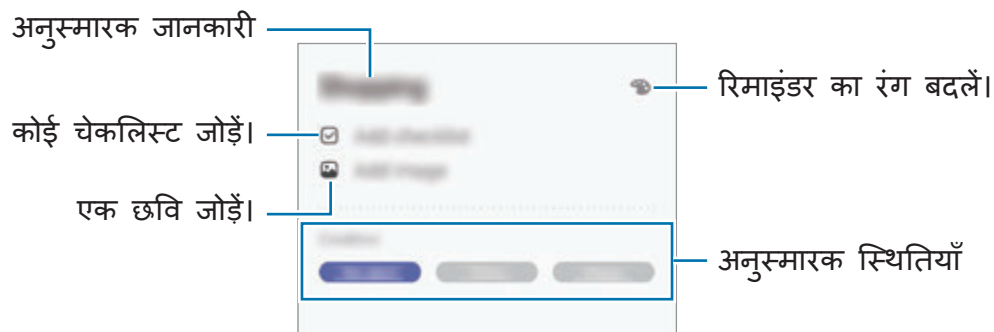 अनुस्मारक जानकारी
रिमाइंडर का रंग बदलें।
कोई चेकलिस्ट जोड़ें।
एक छवि जोड़ें।
अनुस्मारक स्थितियाँ